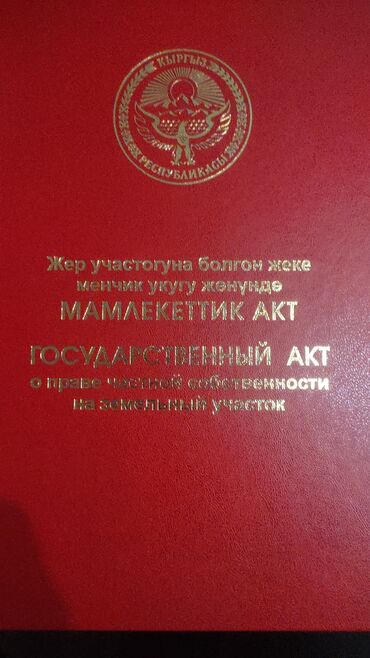 КЫРГЫЗ
РЕСПУБЛИКАСЫ
Жер участогуна болгон жеке
менчик укугу жөнүндө
МАМЛЕКЕТТИК АКТ
ГОСУДАРСТВЕННЫЙ АКТ
о праве частной собственности
на земельный участок